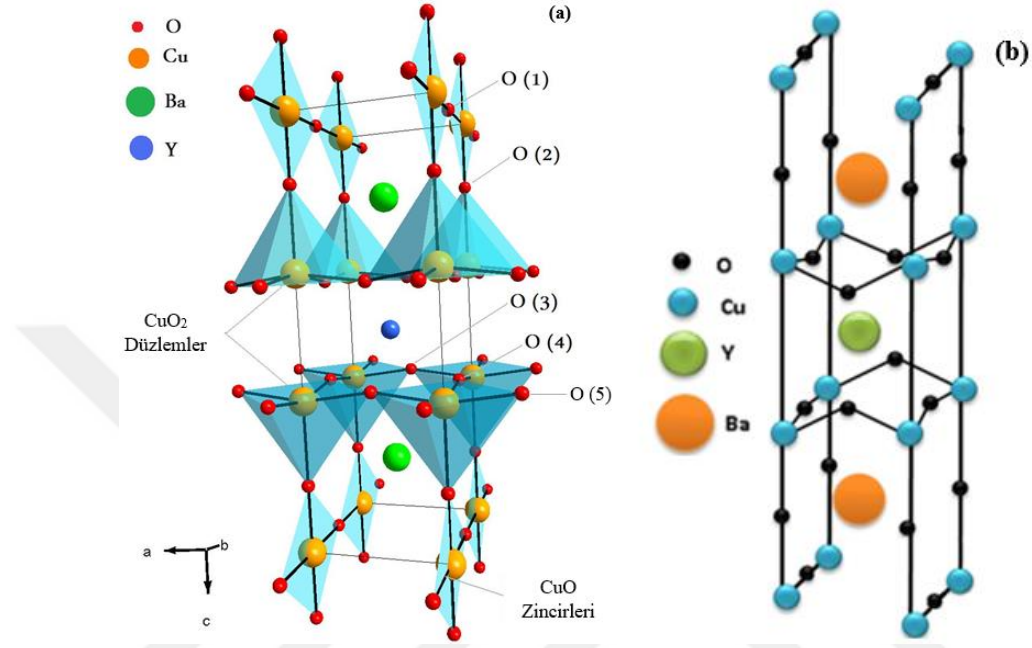 (a)
O
Cu
Ba
Y
O (1)
O (2)
CuO₂
Düzlemler
O (3)
O (4)
O (5)
a
b
c
CuO
Zincirleri
(b)
O
Cu
Y
Ba